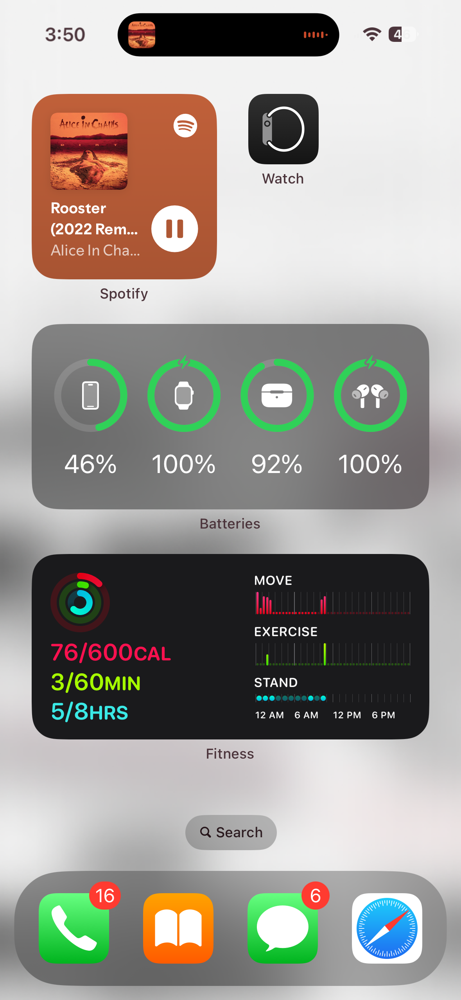 3:50
46
ALICE IN CHAINS
DIRT
Rooster
(2022 Rem...
Alice In Cha...
Spotify
Watch
46% 100% 92% 100%
Batteries
76/600CAL
3/60MIN
5/8HRS
MOVE
EXERCISE
STAND
12 AM 6 AM 12 PM 6 PM
Fitness
Search
16
6